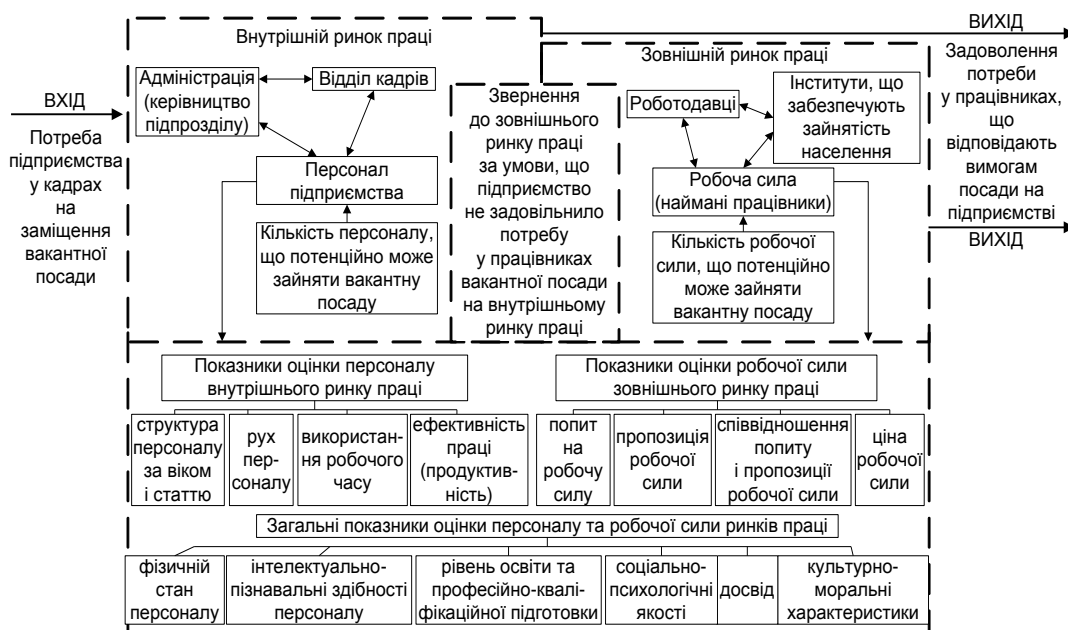 ВХІД
Потреба
підприємства
у кадрах
на
заміщення
вакантної
посади
Внутрішній ринок праці
Адміністрація
(керівництво
підпрозділу)
Відділ кадрів
Персонал
підприємства
Кількість персоналу,
що потенційно може
зайняти вакантну
посаду
Звернення
до зовнішнього
ринку праці
за умови, що
підприємство
не задовільнило
потребу
у працівниках
вакантної посади
на внутрішньому
ринку праці
Зовнішній ринок праці
Роботодавці
Інститути, що
забезпечують
зайнятість
населення
Робоча сила
(наймані працівники)
Кількість робочої
сили, що потенційно
може зайняти
вакантну посаду
ВИХІД
Задоволення
потреби
у працівниках,
що
відповідають
вимогам
посади на
підприємстві
ВИХІД
Показники оцінки персоналу
внутрішнього ринку праці
структура
персоналу
за віком
і статтю
рух
пер-
соналу
використан-
ня робочого
часу
ефективність
праці
(продуктив-
ність)
Показники оцінки робочої сили
зовнішнього ринку праці
попит
на
робочу
силу
пропозиція
робочої
сили
співвідношення
попиту
і пропозиції
робочої сили
ціна
робочої
сили
Загальні показники оцінки персоналу та робочої сили ринків праці
фізичній
стан
персоналу
інтелектуально-
пізнавальні здібності
персоналу
рівень освіти та
професійно-квалі-
фікаційної підготовки
соціально-
психологічні
якості
досвід
культурно-
моральні
характеристики